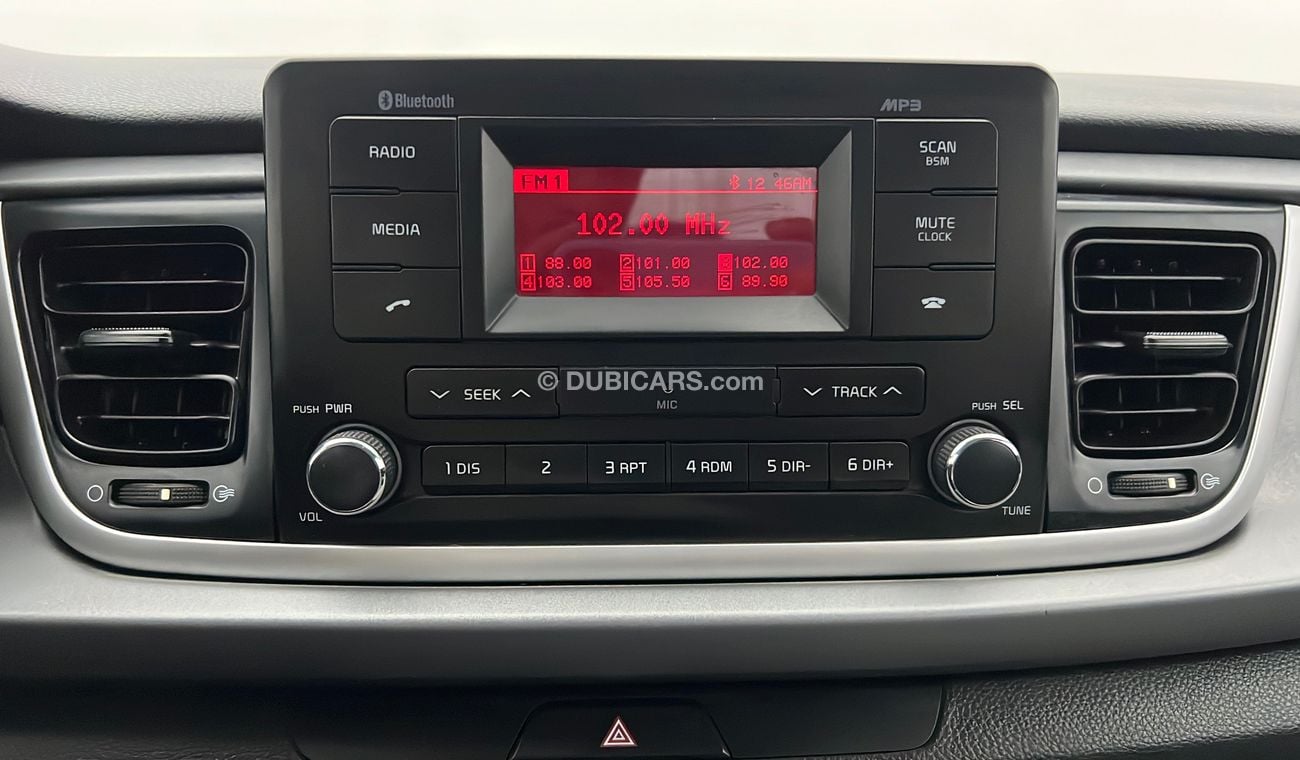 Bluetooth
MP3
RADIO
SCAN
BSM
FM1
12 46AM
MEDIA
102.00 MHz
MUTE
CLOCK
1 88.00 2 101.00 3 102.00
4 103.00 5 105.50 6 89.90
© DUBICARS.com
SEEK
MIC
TRACK
PUSH PWR
PUSH SEL
1 DIS
2
3 RPT
4 RDM
5 DIR-
6 DIR+
VOL
TUNE